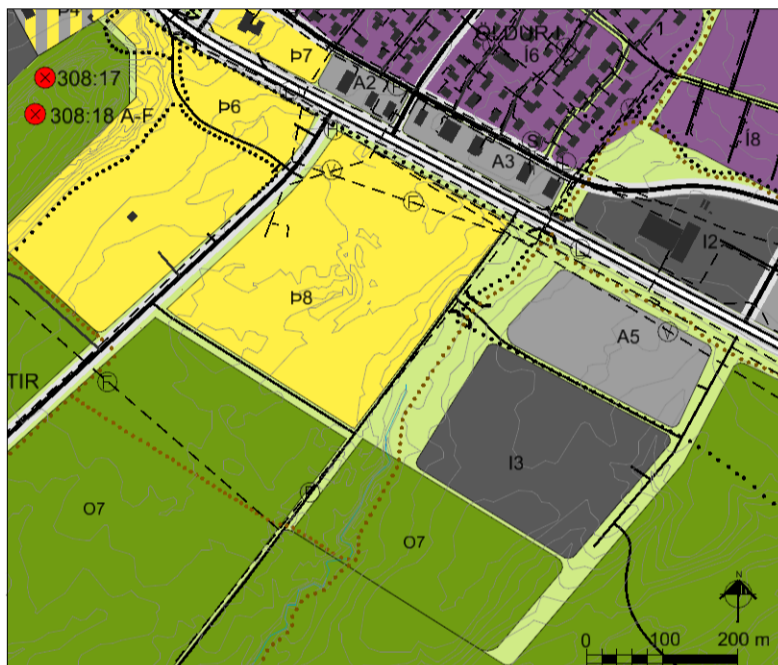 Þ4
ÖLDUR I
1
Þ7
A2
Í6
308:17
308:18 A-F
Þ6
F
Í8
V
S
A3
L
H
V
F
L
I2
Þ8
V
A5
TIR
F
I3
R
O7
O7
N
0 100 200 m